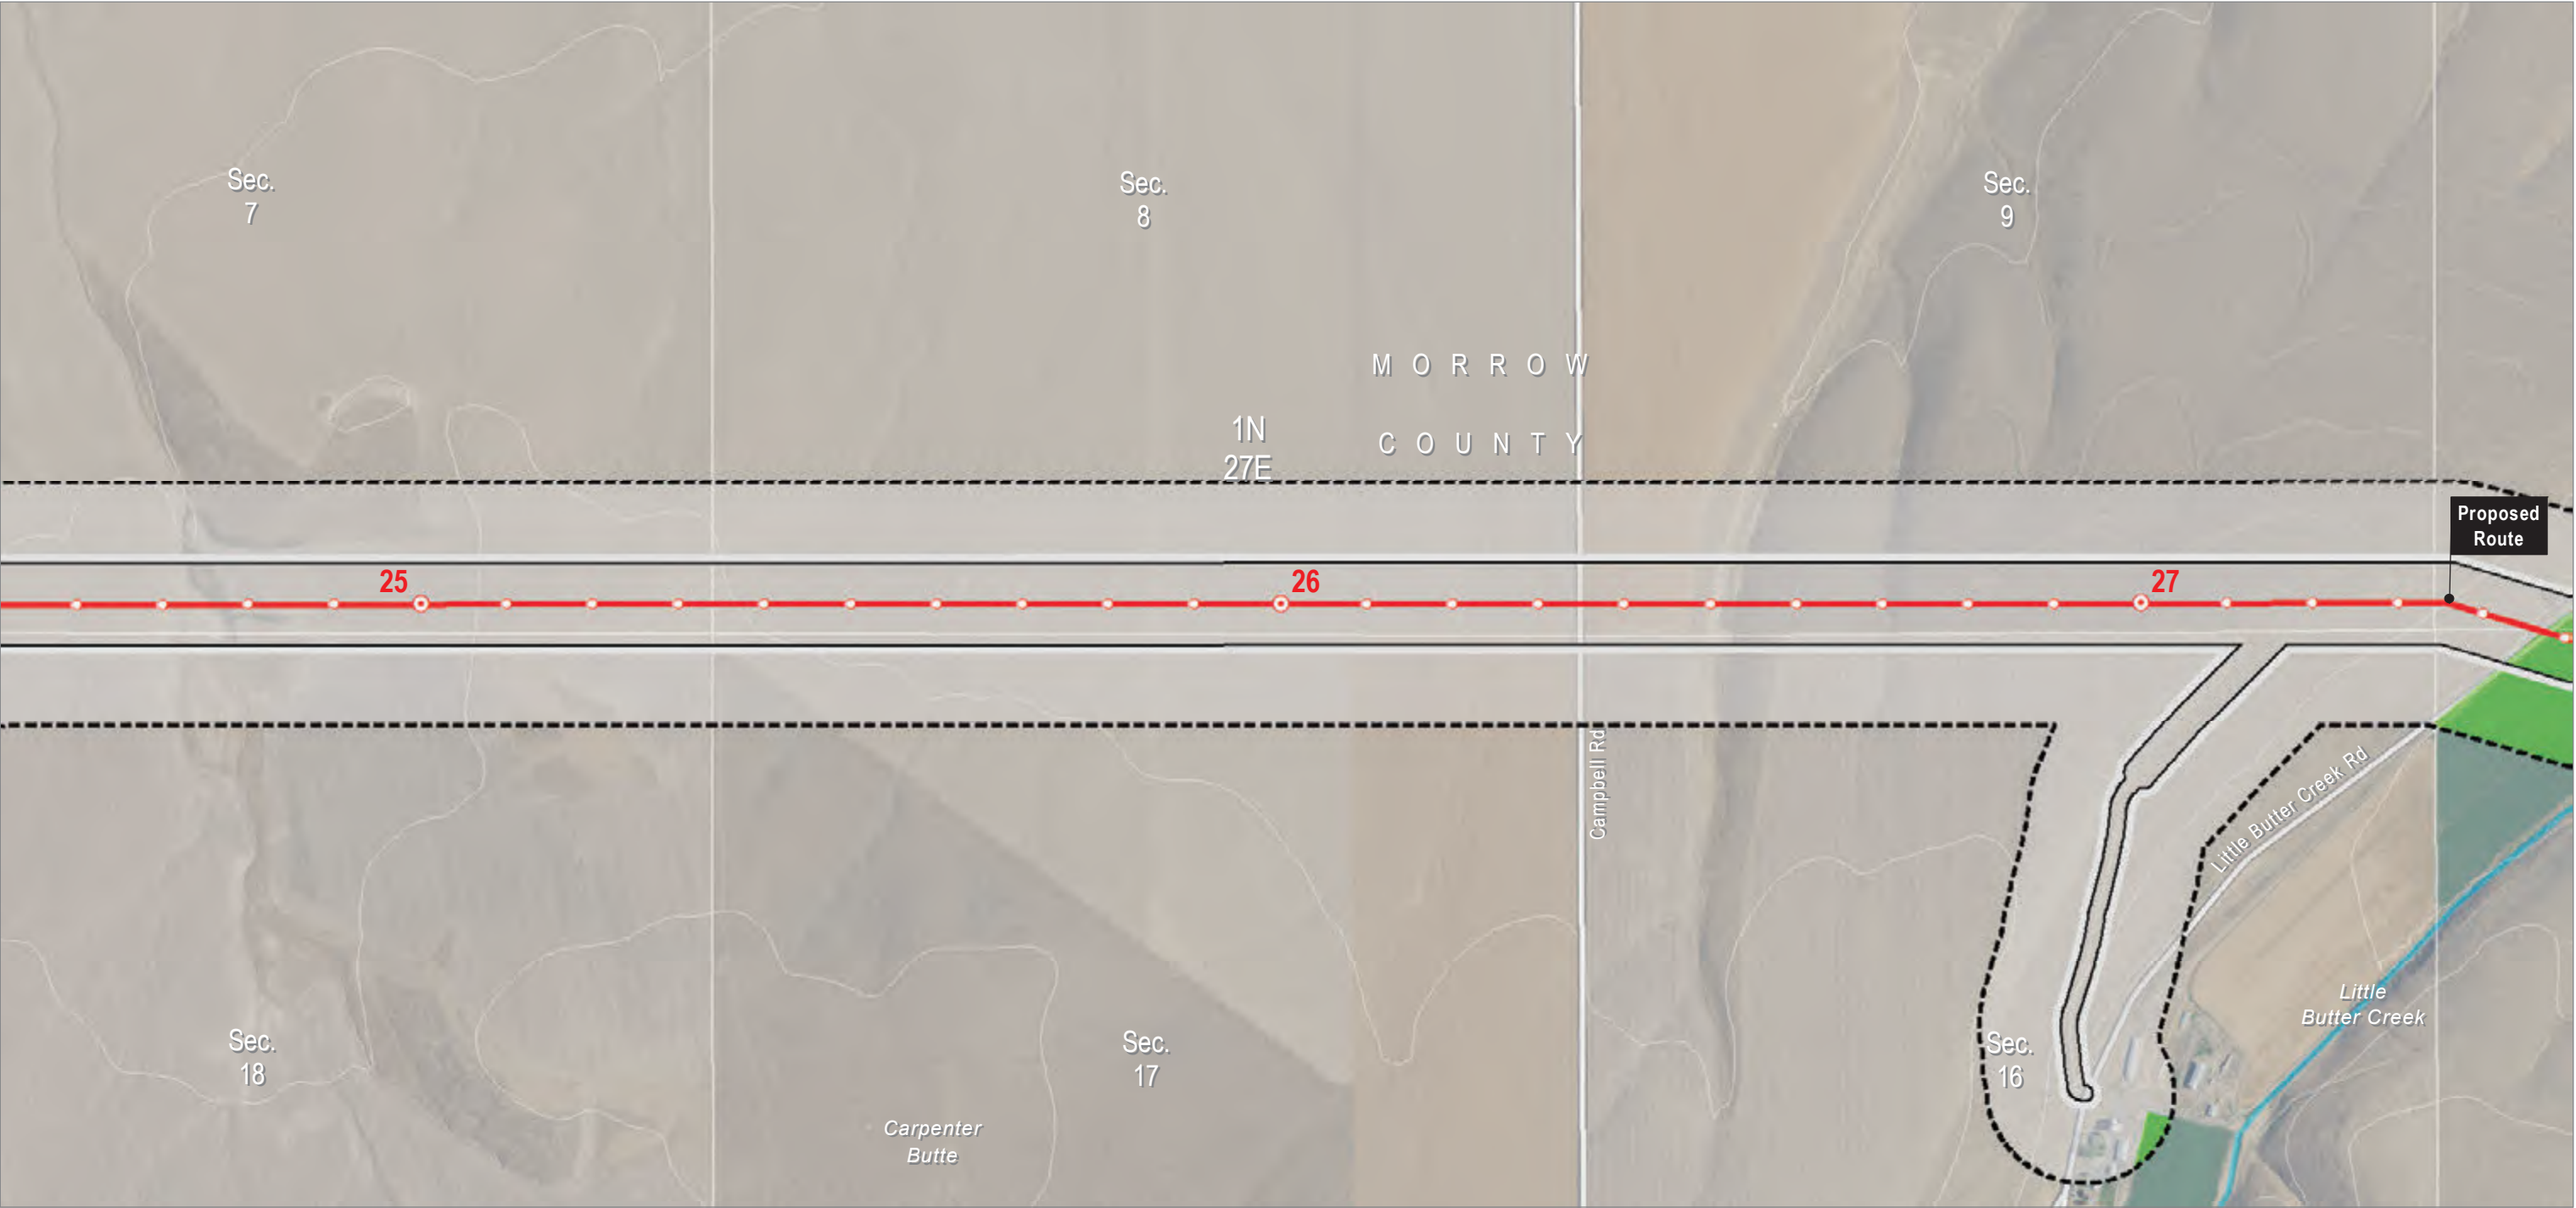 Sec.
7
Sec.
8
Sec.
9
M O R R O W
C O U N T Y
1N
27E
Proposed
Route
25
26
27
Campbell Rd
Little Butter Creek Rd
Little
Butter Creek
Sec.
18
Sec.
17
Sec.
16
Carpenter
Butte